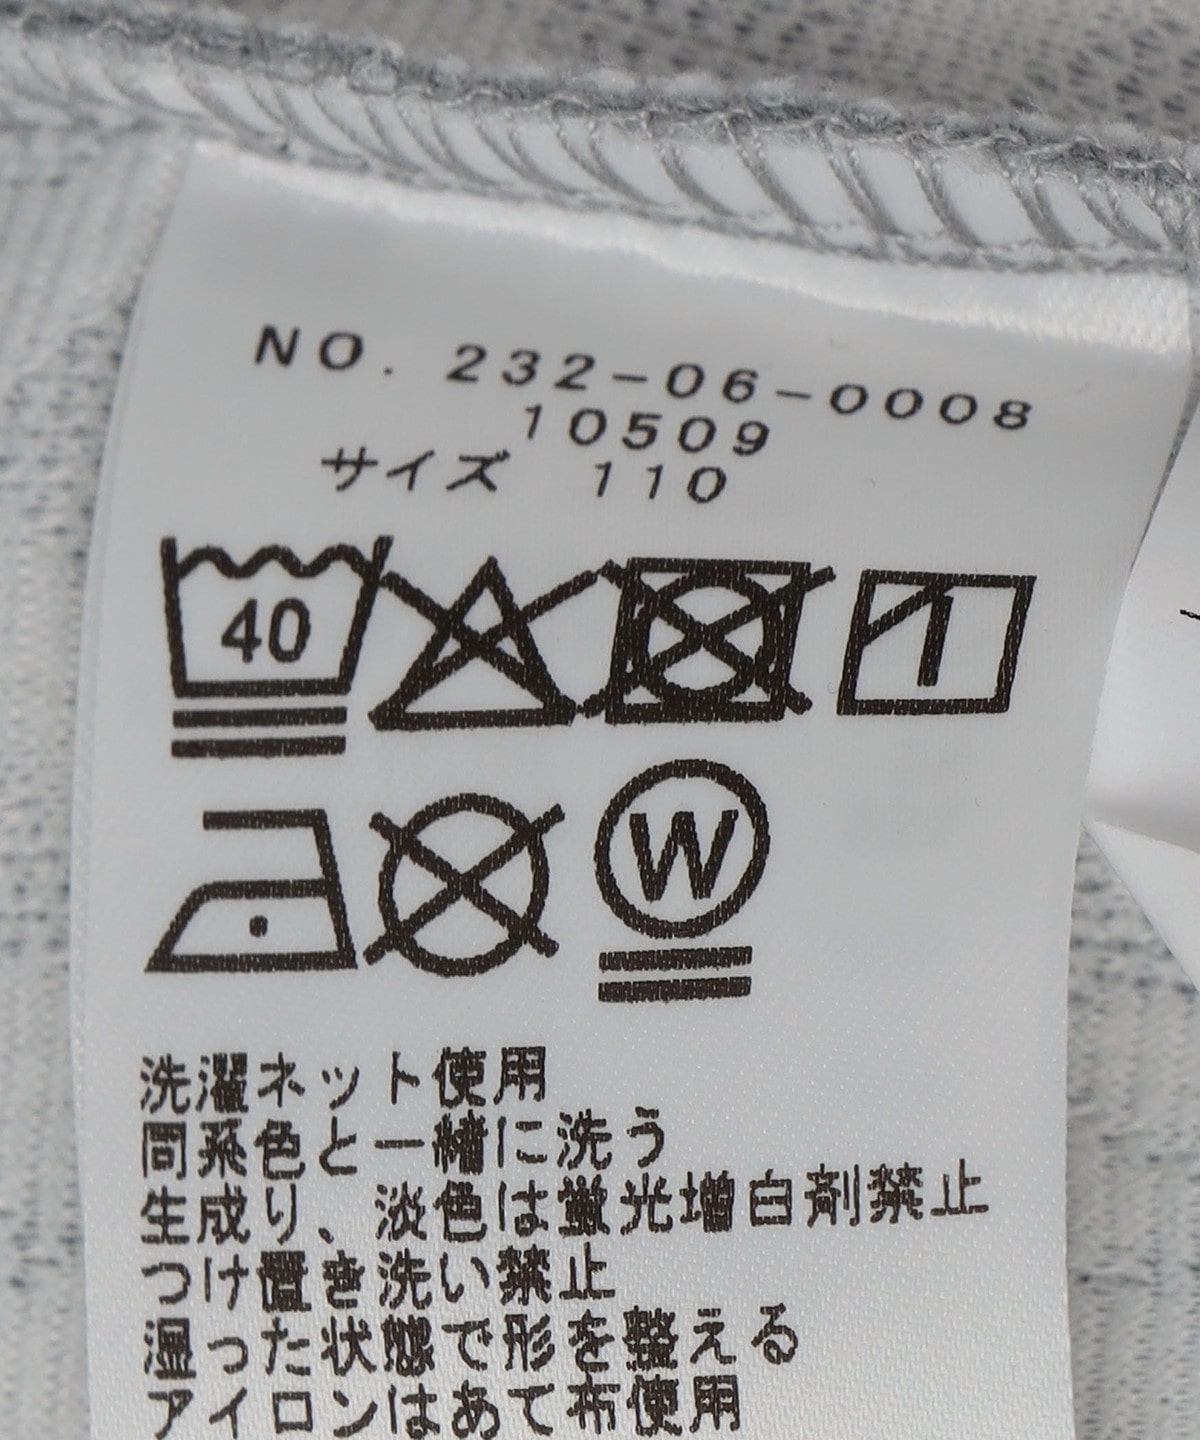 NO. 232-06-0008
10509
サイズ 110
40
W
洗濯ネット使用
同系色と一緒に洗う
生成り、淡色は蛍光増白剤禁止
つけ置き洗い禁止
湿った状態で形を整える
アイロンはあて布使用